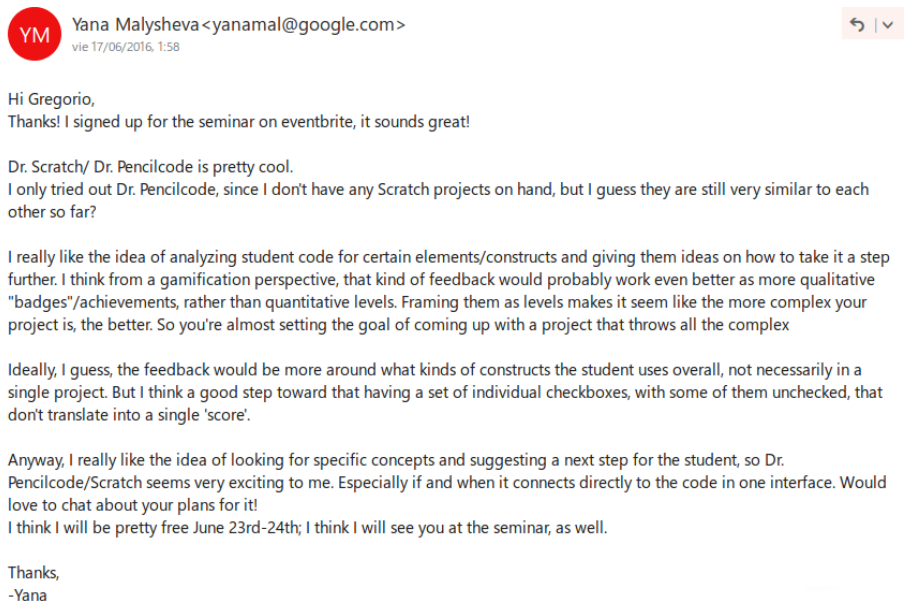 YM
Yana Malysheva<yanamal@google.com>
vie 17/06/2016, 1:58
Hi Gregorio,
Thanks! I signed up for the seminar on eventbrite, it sounds great!
Dr. Scratch/ Dr. Pencilcode is pretty cool.
I only tried out Dr. Pencilcode, since I don't have any Scratch projects on hand, but I guess they are still very similar to each
other so far?
I really like the idea of analyzing student code for certain elements/constructs and giving them ideas on how to take it a step
further. I think from a gamification perspective, that kind of feedback would probably work even better as more qualitative
"badges"/achievements, rather than quantitative levels. Framing them as levels makes it seem like the more complex your
project is, the better. So you're almost setting the goal of coming up with a project that throws all the complex
Ideally, I guess, the feedback would be more around what kinds of constructs the student uses overall, not necessarily in a
single project. But I think a good step toward that having a set of individual checkboxes, with some of them unchecked, that
don't translate into a single 'score'.
Anyway, I really like the idea of looking for specific concepts and suggesting a next step for the student, so Dr.
Pencilcode/Scratch seems very exciting to me. Especially if and when it connects directly to the code in one interface. Would
love to chat about your plans for it!
I think I will be pretty free June 23rd-24th; I think I will see you at the seminar, as well.
Thanks,
-Yana